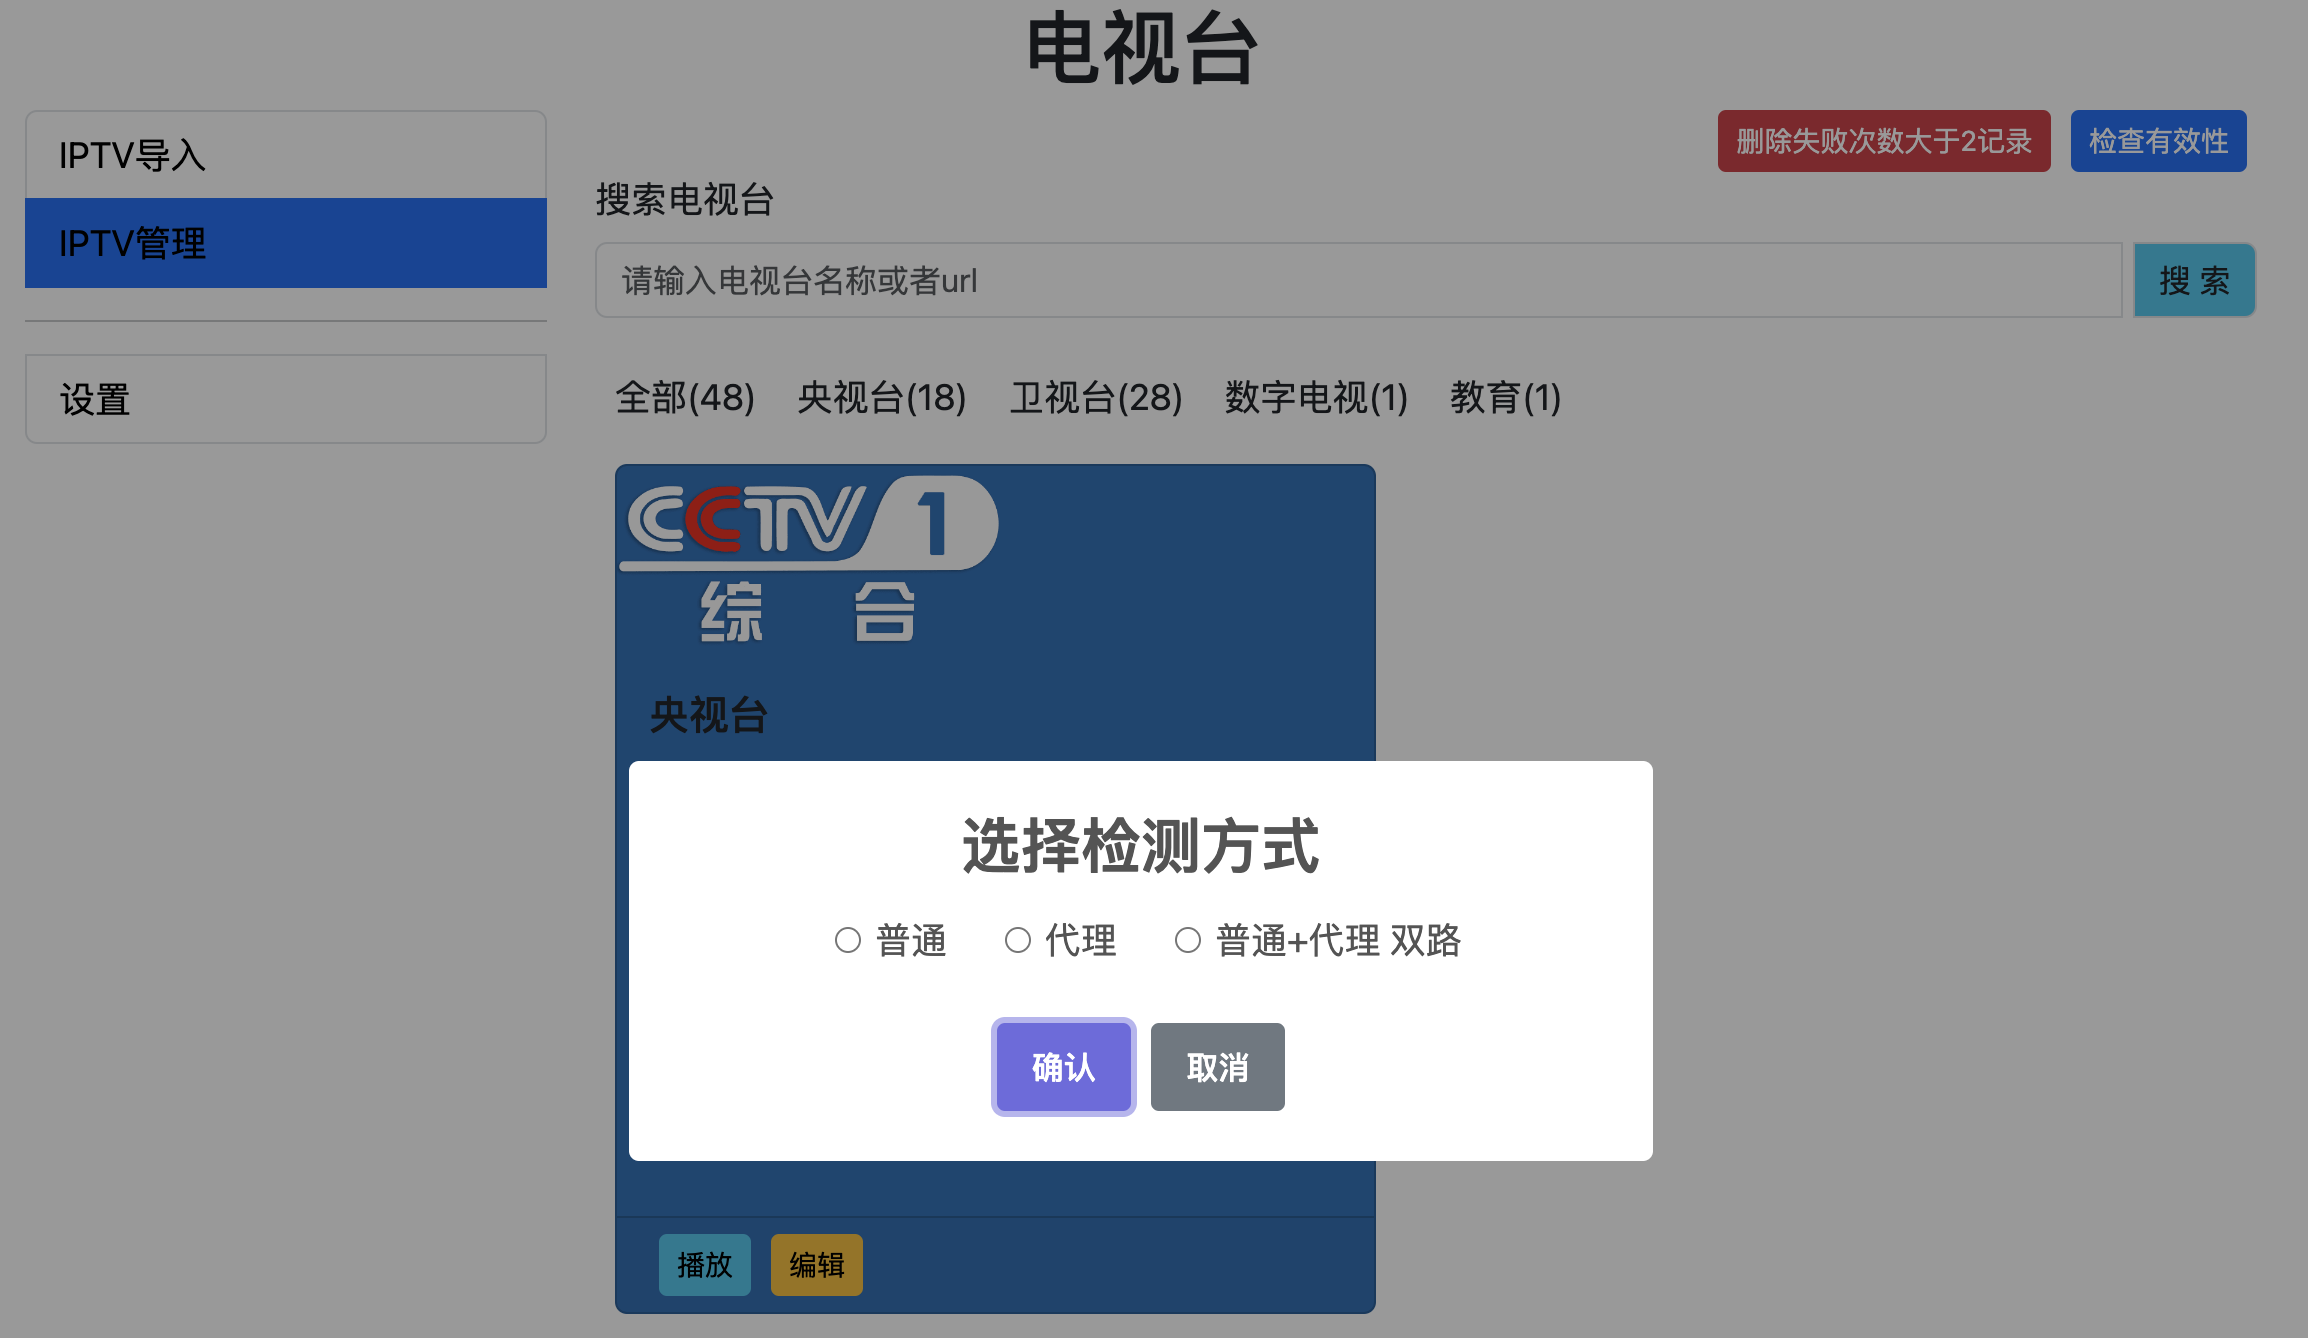 电视台
IPTV导入
IPTV管理
设置
删除失败次数大于2记录 检查有效性
搜索电视台
请输入电视台名称或者url 搜 索
全部(48) 央视台(18) 卫视台(28) 数字电视(1) 教育(1)
CCTV 1
综 合
央视台
选择检测方式
普通 代理 普通+代理 双路
确认 取消
播放 编辑